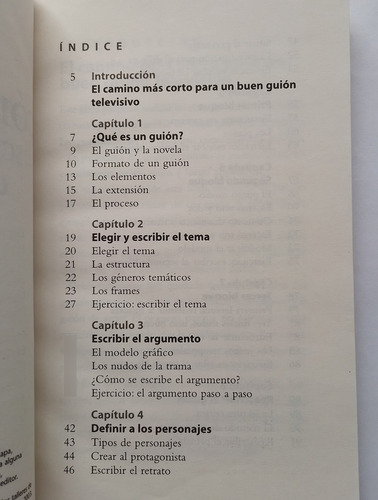 ÍNDICE
5 Introducción
El camino más corto para un buen guión
televisivo
Capítulo 1
7 ¿Qué es un guión?
9 El guión y la novela
10 Formato de un guión
13 Los elementos
15 La extensión
17 El proceso
Capítulo 2
19 Elegir y escribir el tema
20 Elegir el tema
21 La estructura
22 Los géneros temáticos
23 Los frames
27 Ejercicio: escribir el tema
Capítulo 3
Escribir el argumento
El modelo gráfico
Los nudos de la trama
¿Cómo se escribe el argumento?
Ejercicio: el argumento paso a paso
Capítulo 4
42 Definir a los personajes
43 Tipos de personajes
44 Crear al protagonista
46 Escribir el retrato
apa,
alguna
editor.
talleres